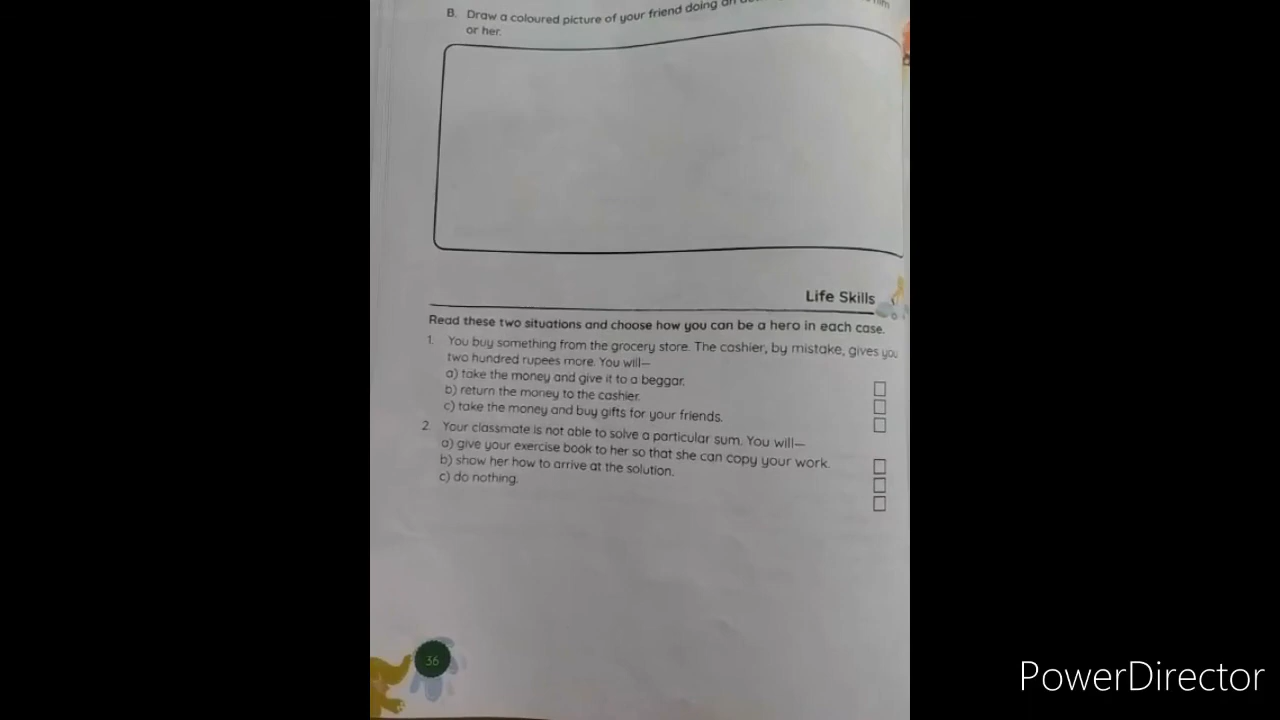 B. Draw a coloured picture of your friend doing an
or her.
Life Skills
Read these two situations and choose how you can be a hero in each case.
1. You buy something from the grocery store. The cashier, by mistake, gives you
two hundred rupees more. You will—
a) take the money and give it to a beggar.
b) return the money to the cashier.
c) take the money and buy gifts for your friends.
2. Your classmate is not able to solve a particular sum. You will—
a) give your exercise book to her so that she can copy your work.
b) show her how to arrive at the solution.
c) do nothing.
36
PowerDirector